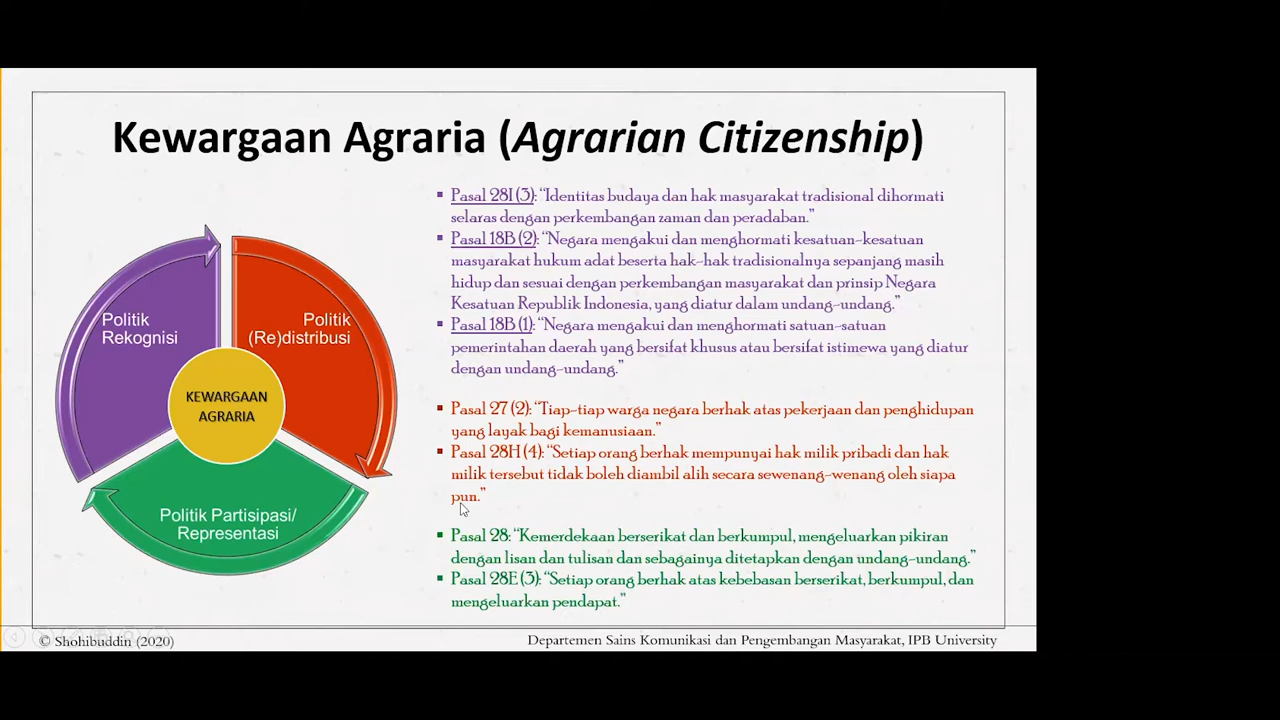 Kewargaan Agraria (Agrarian Citizenship)
Politik
Rekognisi
Politik
(Re)distribusi
KEWARGAAN
AGRARIA
Politik Partisipasi/
Representasi
▪ Pasal 28I (3): “Identitas budaya dan hak masyarakat tradisional dihormati
selaras dengan perkembangan zaman dan peradaban.”
▪ Pasal 18B (2): “Negara mengakui dan menghormati kesatuan-kesatuan
masyarakat hukum adat beserta hak-hak tradisionalnya sepanjang masih
hidup dan sesuai dengan perkembangan masyarakat dan prinsip Negara
Kesatuan Republik Indonesia, yang diatur dalam undang-undang.”
▪ Pasal 18B (1): “Negara mengakui dan menghormati satuan-satuan
pemerintahan daerah yang bersifat khusus atau bersifat istimewa yang diatur
dengan undang-undang.”
▪ Pasal 27 (2): “Tiap-tiap warga negara berhak atas pekerjaan dan penghidupan
yang layak bagi kemanusiaan.”
▪ Pasal 28H (4): “Setiap orang berhak mempunyai hak milik pribadi dan hak
milik tersebut tidak boleh diambil alih secara sewenang-wenang oleh siapa
pun.”
▪ Pasal 28: “Kemerdekaan berserikat dan berkumpul, mengeluarkan pikiran
dengan lisan dan tulisan dan sebagainya ditetapkan dengan undang-undang.”
▪ Pasal 28E (3): “Setiap orang berhak atas kebebasan berserikat, berkumpul, dan
mengeluarkan pendapat.”
© Shohibuddin (2020)
Departemen Sains Komunikasi dan Pengembangan Masyarakat, IPB University